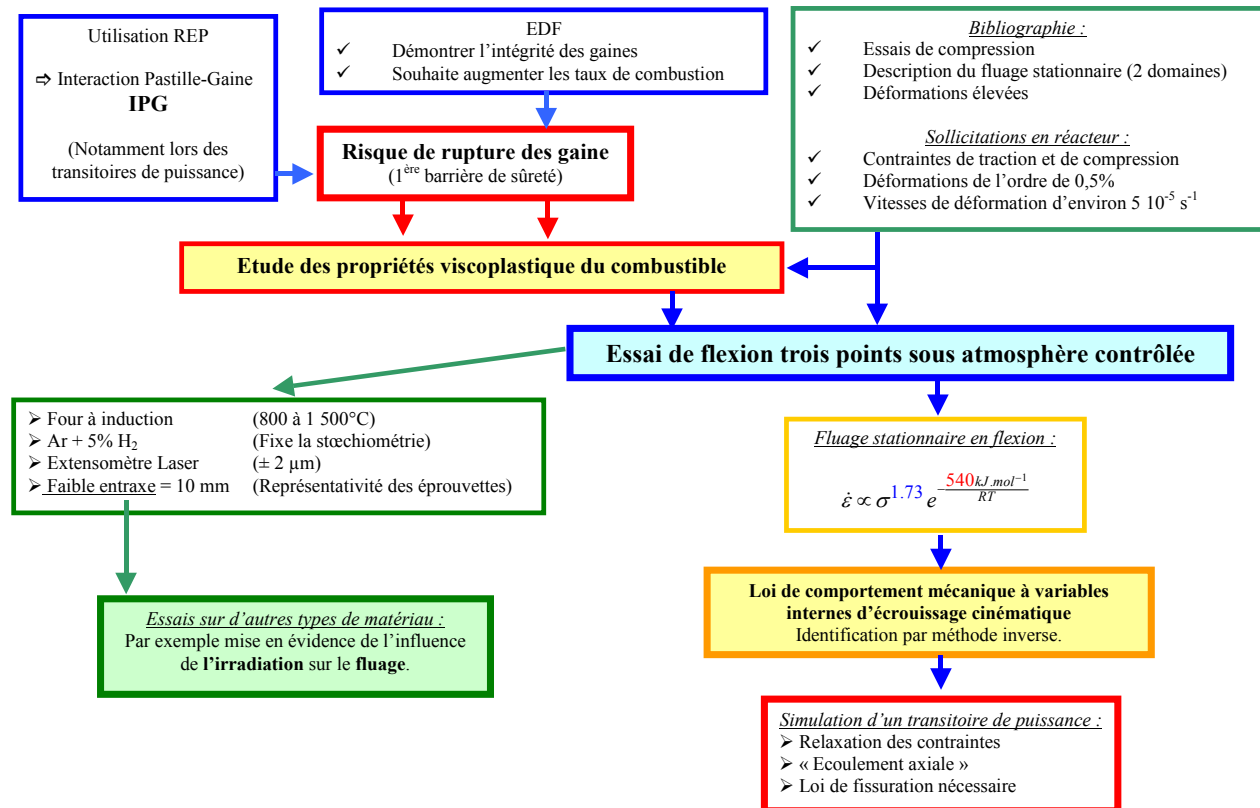 Utilisation REP
⇨ Interaction Pastille-Gaine
IPG
(Notamment lors des
transitoires de puissance)
EDF
✓ Démontrer l’intégrité des gaines
✓ Souhaite augmenter les taux de combustion
Bibliographie :
✓ Essais de compression
✓ Description du fluage stationnaire (2 domaines)
✓ Déformations élevées
Sollicitations en réacteur :
✓ Contraintes de traction et de compression
✓ Déformations de l’ordre de 0,5%
✓ Vitesses de déformation d’environ 5 10⁻⁵ s⁻¹
Risque de rupture des gaine
(1ère barrière de sûreté)
Etude des propriétés viscoplastique du combustible
Essai de flexion trois points sous atmosphère contrôlée
➢ Four à induction (800 à 1 500°C)
➢ Ar + 5% H₂ (Fixe la stœchiométrie)
➢ Extensomètre Laser (± 2 µm)
➢ Faible entraxe = 10 mm (Représentativité des éprouvettes)
Fluage stationnaire en flexion :
ε̇ ∝ σ^1.73 e^(-540kJ.mol⁻¹/RT)
Essais sur d’autres types de matériau :
Par exemple mise en évidence de l’influence
de l’irradiation sur le fluage.
Loi de comportement mécanique à variables
internes d’écrouissage cinématique
Identification par méthode inverse.
Simulation d’un transitoire de puissance :
➢ Relaxation des contraintes
➢ « Ecoulement axiale »
➢ Loi de fissuration nécessaire